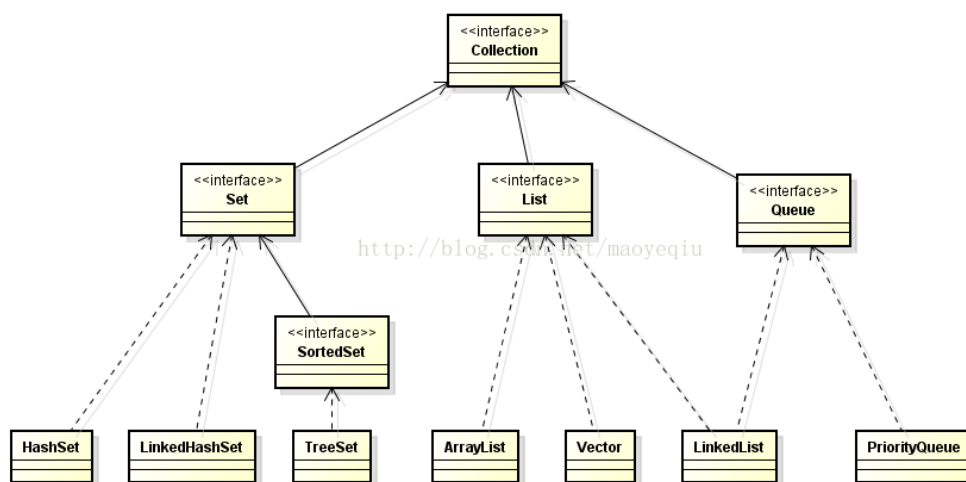 <<interface>>
Collection
<<interface>>
Set
<<interface>>
List
<<interface>>
Queue
http://blog.csdn.net/maoyeqiu
<<interface>>
SortedSet
HashSet
LinkedHashSet
TreeSet
ArrayList
Vector
LinkedList
PriorityQueue